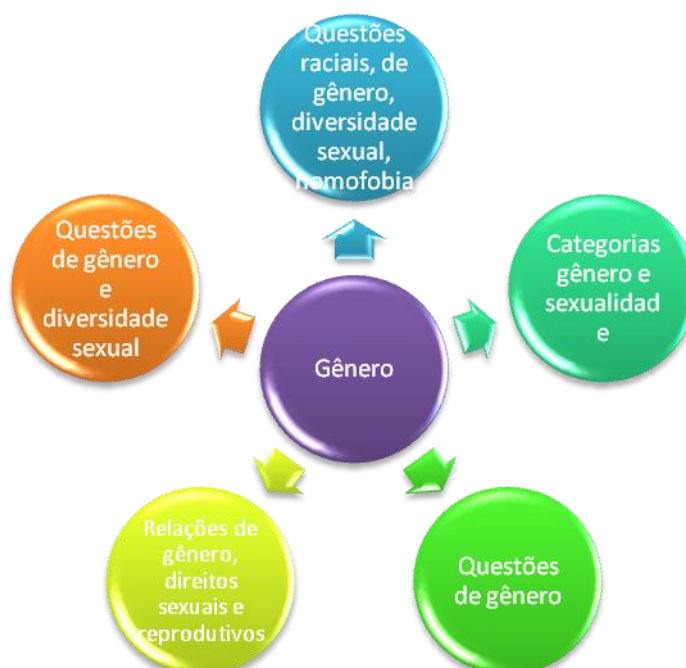 Questões
raciais, de
gênero,
diversidade
sexual,
homofobia
Questões
de gênero
e
diversidade
sexual
Categorias
gênero e
sexualidad
e
Gênero
Relações de
gênero,
direitos
sexuais e
reprodutivos
Questões
de gênero